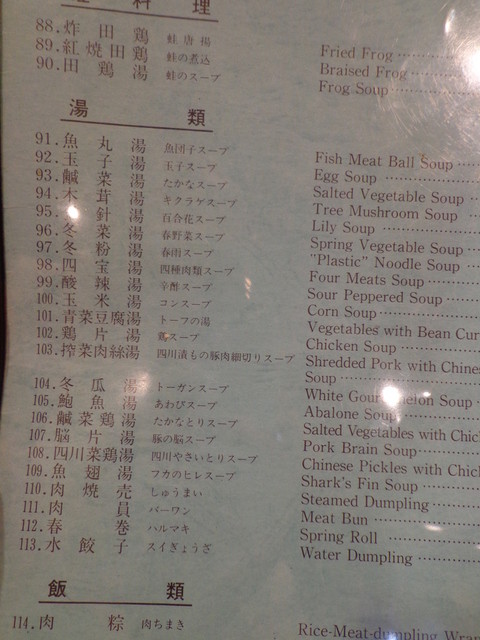 料 理
88. 炸 田 鶏 蛙唐揚 Fried Frog
89. 紅焼田鶏 蛙の煮込 Braised Frog
90. 田 鶏 湯 蛙のスープ Frog Soup
湯 類
91. 魚 丸 湯 魚団子スープ Fish Meat Ball Soup
92. 玉 子 湯 玉子スープ Egg Soup
93. 鹹 菜 湯 たかなスープ Salted Vegetable Soup
94. 木 茸 湯 キクラゲスープ Tree Mushroom Soup
95. 針 湯 百合花スープ Lily Soup
96. 冬 菜 湯 春野菜スープ Spring Vegetable Soup
97. 冬 粉 湯 春雨スープ "Plastic" Noodle Soup
98. 四 宝 湯 四種肉類スープ Four Meats Soup
99. 酸 辣 湯 辛酢スープ Sour Peppered Soup
100. 玉 米 湯 コンスープ Corn Soup
101. 青菜豆腐湯 トーフの湯 Vegetables with Bean Cur
102. 鶏 片 湯 鶏スープ Chicken Soup
103. 搾菜肉絲湯 四川漬もの豚肉細切りスープ Shredded Pork with Chines
Soup
104. 冬 瓜 湯 トーガンスープ White Gourd Melon Soup
105. 鮑 魚 湯 あわびスープ Abalone Soup
106. 鹹菜鶏湯 たかなとりスープ Salted Vegetables with Chick
107. 脳 片 湯 豚の脳スープ Pork Brain Soup
108. 四川菜鶏湯 四川やさいとりスープ Chinese Pickles with Chick
109. 魚 翅 湯 フカのヒレスープ Shark's Fin Soup
110. 肉 焼 売 しゅうまい Steamed Dumpling
111. 肉 員 バーワン Meat Bun
112. 春 巻 ハルマキ Spring Roll
113. 水 餃 子 スイぎょうざ Water Dumpling
飯 類
114. 肉 粽 肉ちまき Rice-Meat-dumpling Wrap